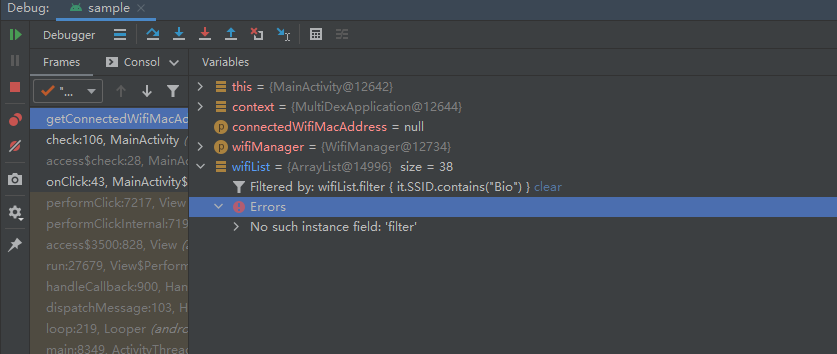 Debug: sample ×
Debugger
Frames Consol Variables
"...
getConnectedWifiMacAd
check:106, MainActivity (
access$check:28, MainAc
onClick:43, MainActivity$
performClick:7217, View
performClickInternal:719
access$3500:828, View (2
run:27679, View$Perform
handleCallback:900, Han
dispatchMessage:103, H
loop:219, Looper (andro
main:8349, ActivityThrea
this = {MainActivity@12642}
context = {MultiDexApplication@12644}
connectedWifiMacAddress = null
wifiManager = {WifiManager@12734}
wifiList = {ArrayList@14996} size = 38
Filtered by: wifiList.filter { it.SSID.contains("Bio") } clear
Errors
No such instance field: 'filter'